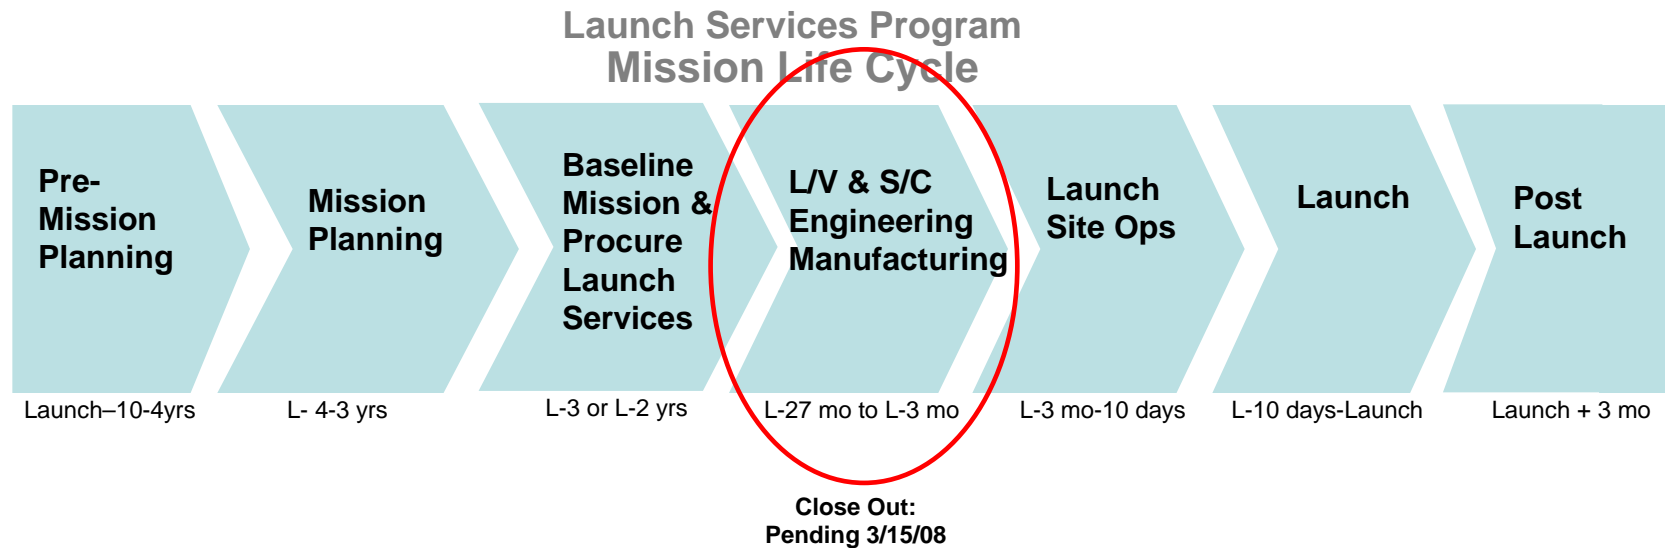 Launch Services Program
Mission Life Cycle
Pre-
Mission
Planning
Mission
Planning
Baseline
Mission &
Procure
Launch
Services
L/V & S/C
Engineering
Manufacturing
Launch
Site Ops
Launch
Post
Launch
Launch–10-4yrs
L- 4-3 yrs
L-3 or L-2 yrs
L-27 mo to L-3 mo
L-3 mo-10 days
L-10 days-Launch
Launch + 3 mo
Close Out:
Pending 3/15/08